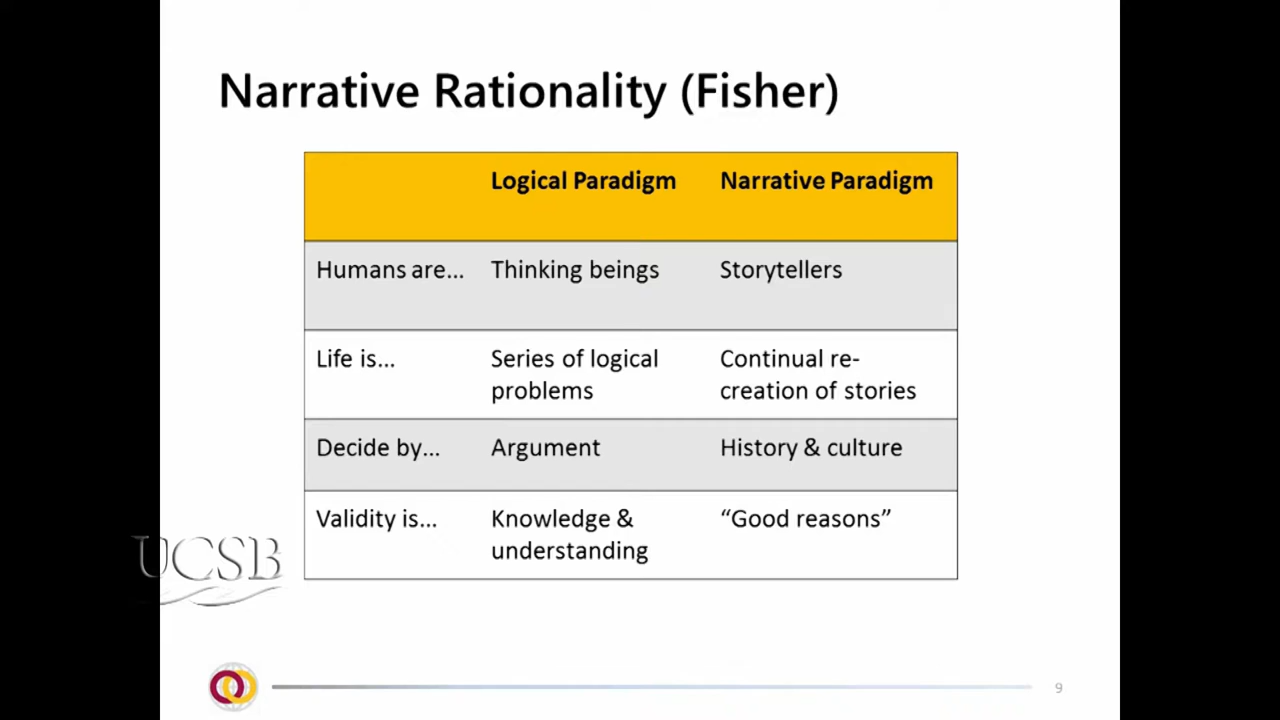 Narrative Rationality (Fisher)
Logical Paradigm Narrative Paradigm
Humans are... Thinking beings Storytellers
Life is... Series of logical problems Continual re-creation of stories
Decide by... Argument History & culture
Validity is... Knowledge & understanding “Good reasons”
UCSB
9